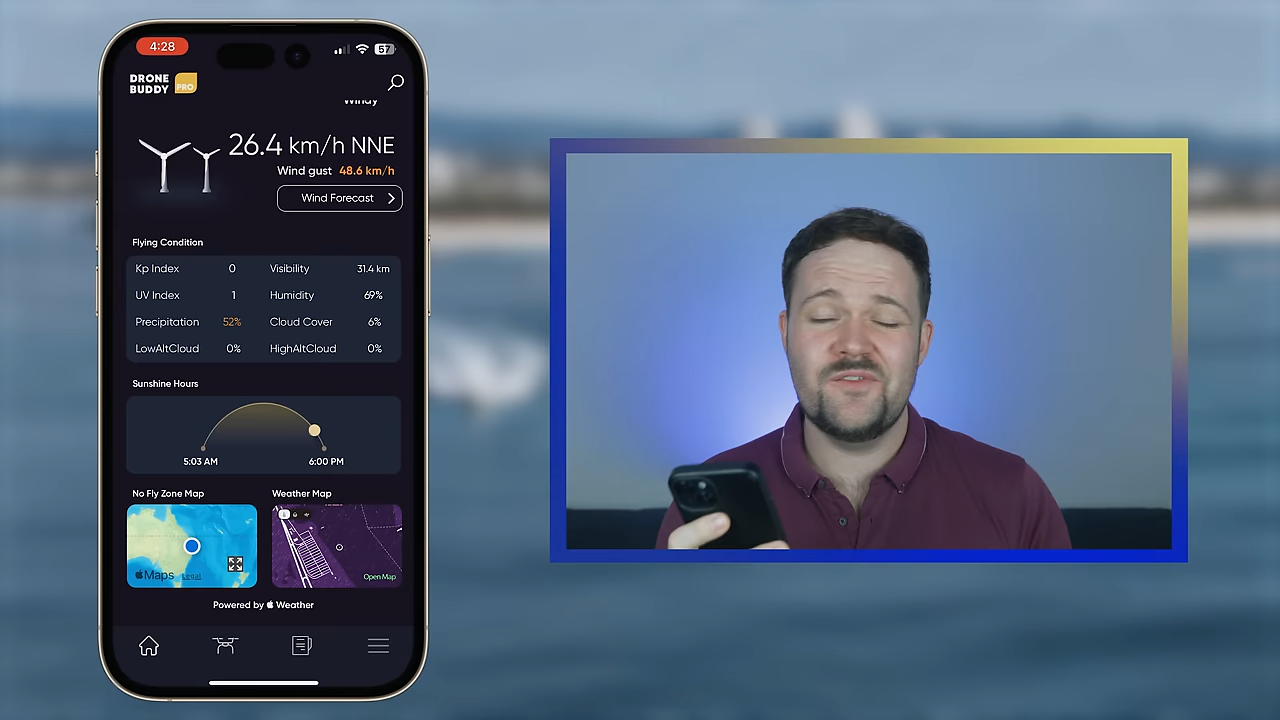 4:28
57
DRONE
BUDDY
PRO
Windy
26.4 km/h NNE
Wind gust 48.6 km/h
Wind Forecast
Flying Condition
Kp Index 0 Visibility 31.4 km
UV Index 1 Humidity 69%
Precipitation 52% Cloud Cover 6%
LowAltCloud 0% HighAltCloud 0%
Sunshine Hours
5:03 AM 6:00 PM
No Fly Zone Map Weather Map
Maps Legal
Open Map
Powered by Weather